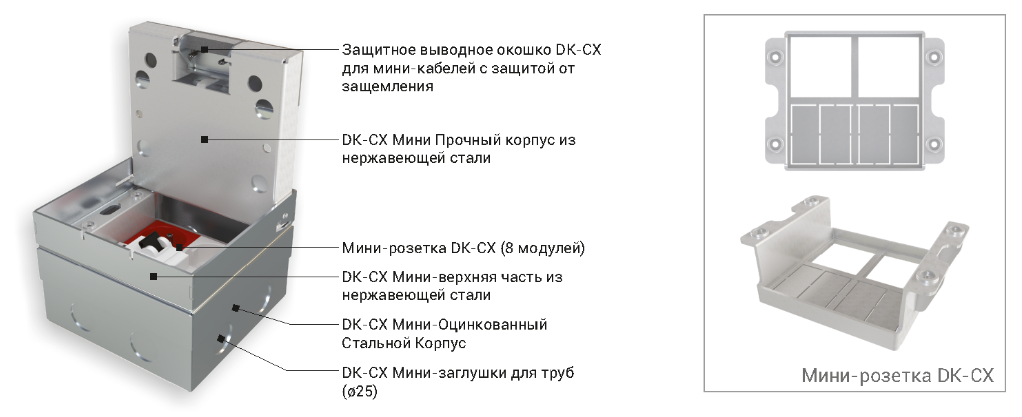 Защитное выводное окошко DK-CX
для мини-кабелей с защитой от
защемления
DK-CX Мини Прочный корпус из
нержавеющей стали
Мини-розетка DK-CX (8 модулей)
DK-CX Мини-верхняя часть из
нержавеющей стали
DK-CX Мини-Оцинкованный
Стальной Корпус
DK-CX Мини-заглушки для труб
(ø25)
Мини-розетка DK-CX